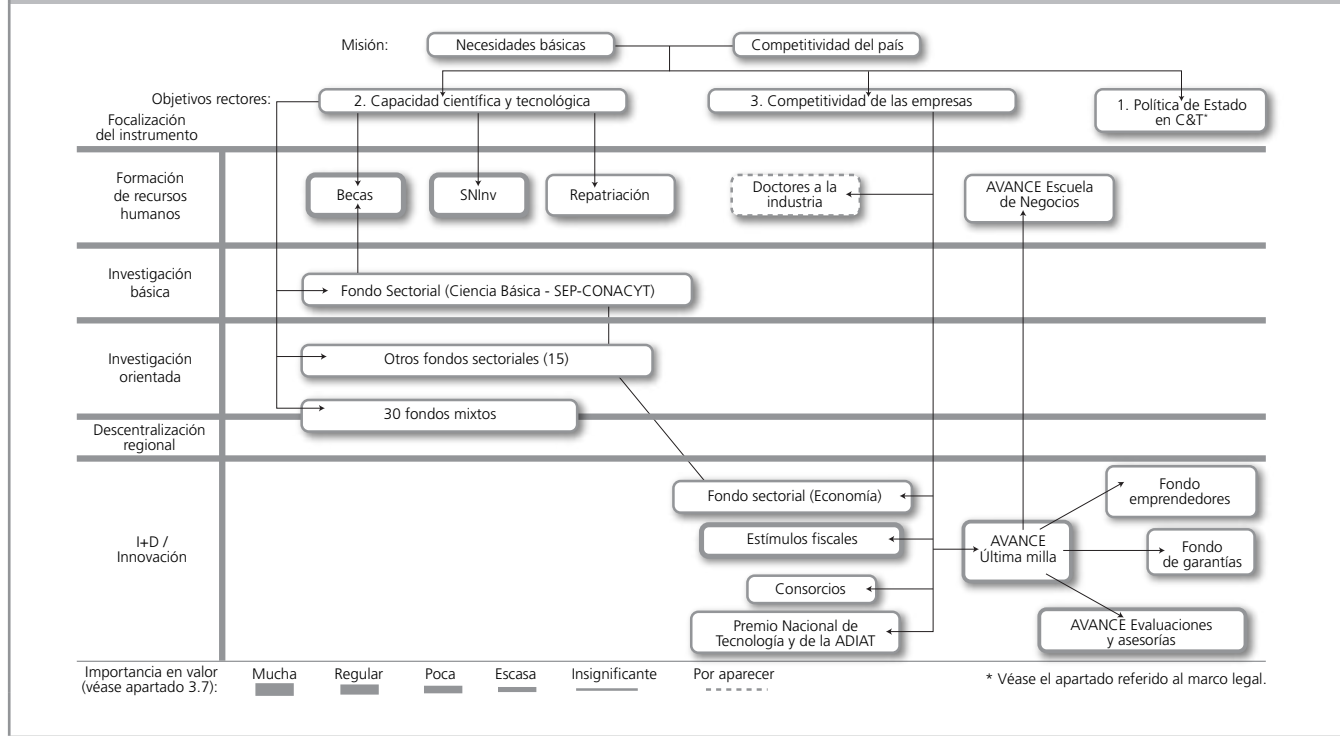 Misión:
Necesidades básicas
Competitividad del país
Objetivos rectores:
2. Capacidad científica y tecnológica
3. Competitividad de las empresas
1. Política de Estado
en C&T*
Focalización
del instrumento
Formación
de recursos
humanos
Becas
SNInv
Repatriación
Doctores a la
industria
AVANCE Escuela
de Negocios
Investigación
básica
Fondo Sectorial (Ciencia Básica - SEP-CONACYT)
Investigación
orientada
Otros fondos sectoriales (15)
30 fondos mixtos
Descentralización
regional
I+D /
Innovación
Fondo sectorial (Economía)
Estímulos fiscales
Consorcios
Premio Nacional de
Tecnología y de la ADIAT
AVANCE
Última milla
Fondo
emprendedores
Fondo
de garantías
AVANCE Evaluaciones
y asesorías
Importancia en valor
(véase apartado 3.7):
Mucha
Regular
Poca
Escasa
Insignificante
Por aparecer
* Véase el apartado referido al marco legal.